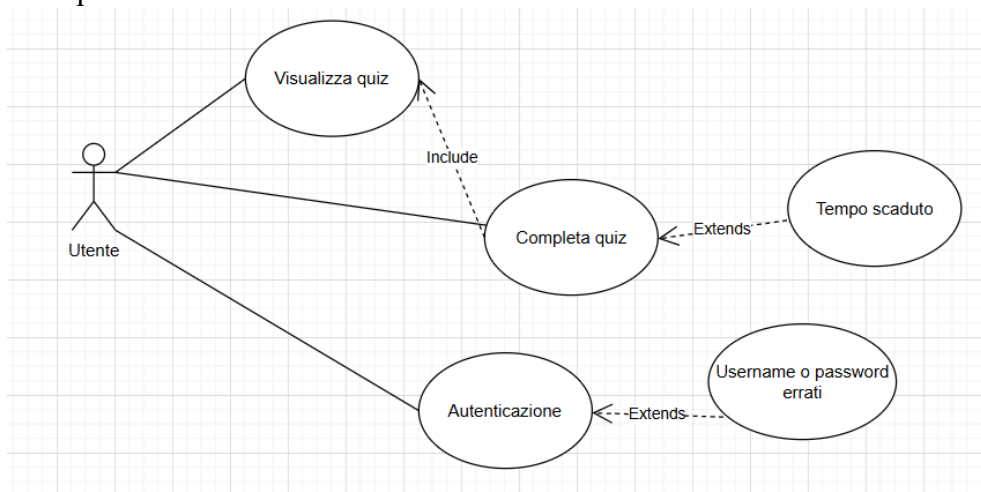 Visualizza quiz
Include
Tempo scaduto
Extends
Completa quiz
Utente
Username o password
errati
Autenticazione
Extends